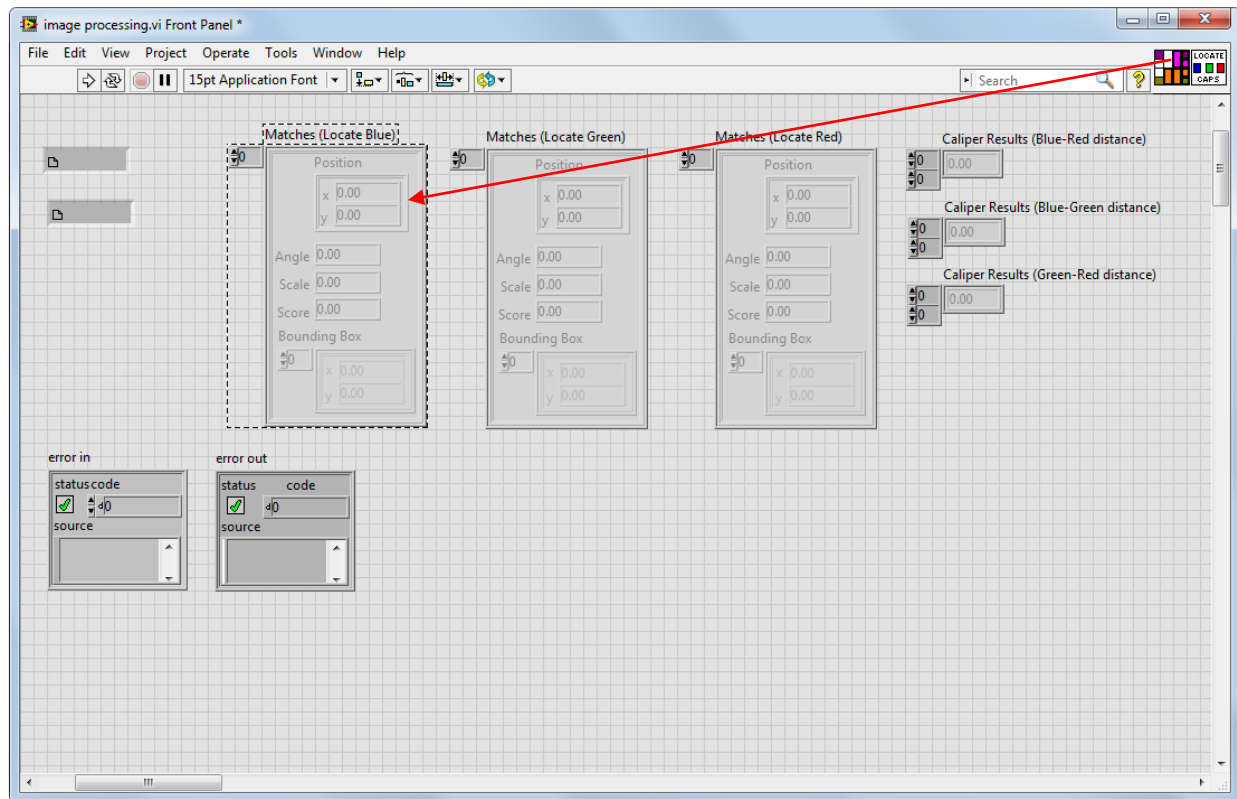 image processing.vi Front Panel *
File Edit View Project Operate Tools Window Help
15pt Application Font
Search
LOCATE
CAPS
Matches (Locate Blue)
0
Position
x 0.00
y 0.00
Angle 0.00
Scale 0.00
Score 0.00
Bounding Box
0
x 0.00
y 0.00
Matches (Locate Green)
0
Position
x 0.00
y 0.00
Angle 0.00
Scale 0.00
Score 0.00
Bounding Box
0
x 0.00
y 0.00
Matches (Locate Red)
0
Position
x 0.00
y 0.00
Angle 0.00
Scale 0.00
Score 0.00
Bounding Box
0
x 0.00
y 0.00
Caliper Results (Blue-Red distance)
0 0.00
0
Caliper Results (Blue-Green distance)
0 0.00
0
Caliper Results (Green-Red distance)
0 0.00
0
error in
status code
d0
source
error out
status code
d0
source